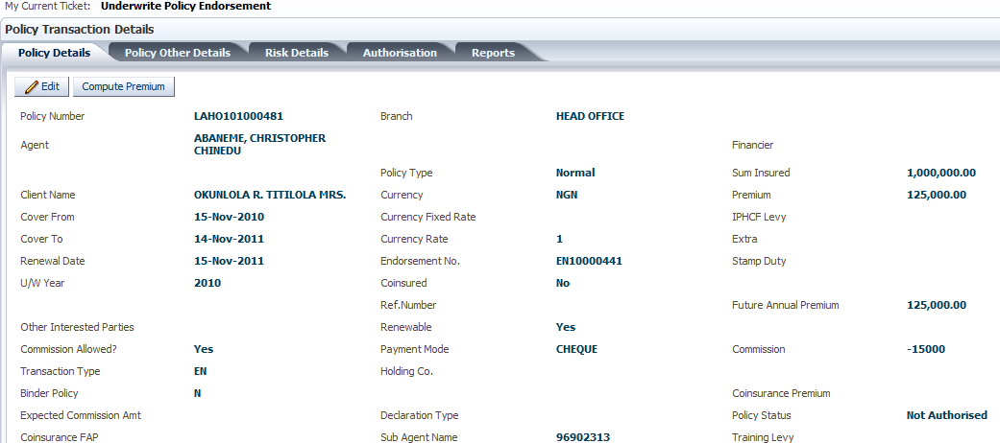 My Current Ticket: Underwrite Policy Endorsement
Policy Transaction Details
Policy Details Policy Other Details Risk Details Authorisation Reports
Edit Compute Premium
Policy Number LAHO101000481 Branch HEAD OFFICE
Agent ABANEME, CHRISTOPHER
CHINEDU Financier
Policy Type Normal Sum Insured 1,000,000.00
Client Name OKUNLOLA R. TITILOLA MRS. Currency NGN Premium 125,000.00
Cover From 15-Nov-2010 Currency Fixed Rate IPHCF Levy
Cover To 14-Nov-2011 Currency Rate 1 Extra
Renewal Date 15-Nov-2011 Endorsement No. EN10000441 Stamp Duty
U/W Year 2010 Coinsured No
Ref.Number Future Annual Premium 125,000.00
Other Interested Parties Renewable Yes
Commission Allowed? Yes Payment Mode CHEQUE Commission -15000
Transaction Type EN Holding Co.
Binder Policy N Coinsurance Premium
Expected Commission Amt Declaration Type Policy Status Not Authorised
Coinsurance FAP Sub Agent Name 96902313 Training Levy